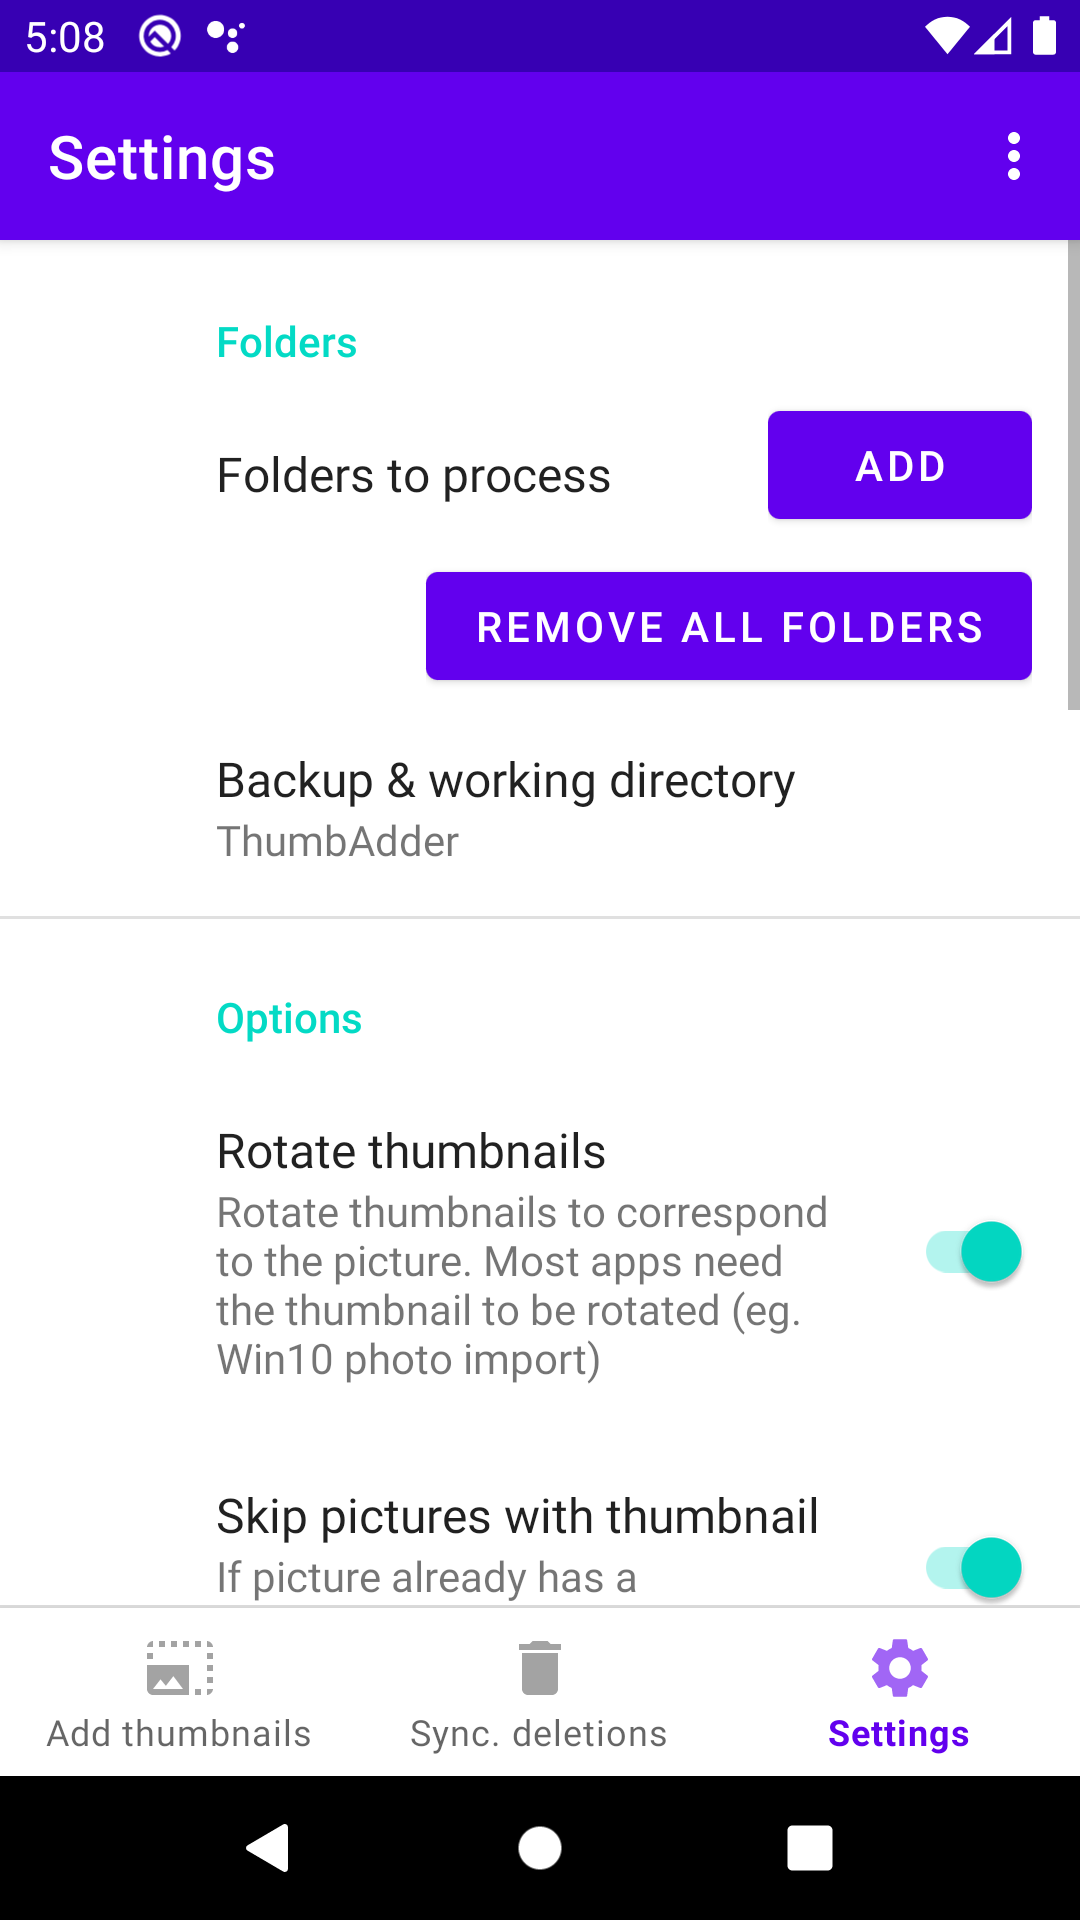 5:08
Settings
Folders
Folders to process
ADD
REMOVE ALL FOLDERS
Backup & working directory
ThumbAdder
Options
Rotate thumbnails
Rotate thumbnails to correspond
to the picture. Most apps need
the thumbnail to be rotated (eg.
Win10 photo import)
Skip pictures with thumbnail
If picture already has a
Add thumbnails
Sync. deletions
Settings